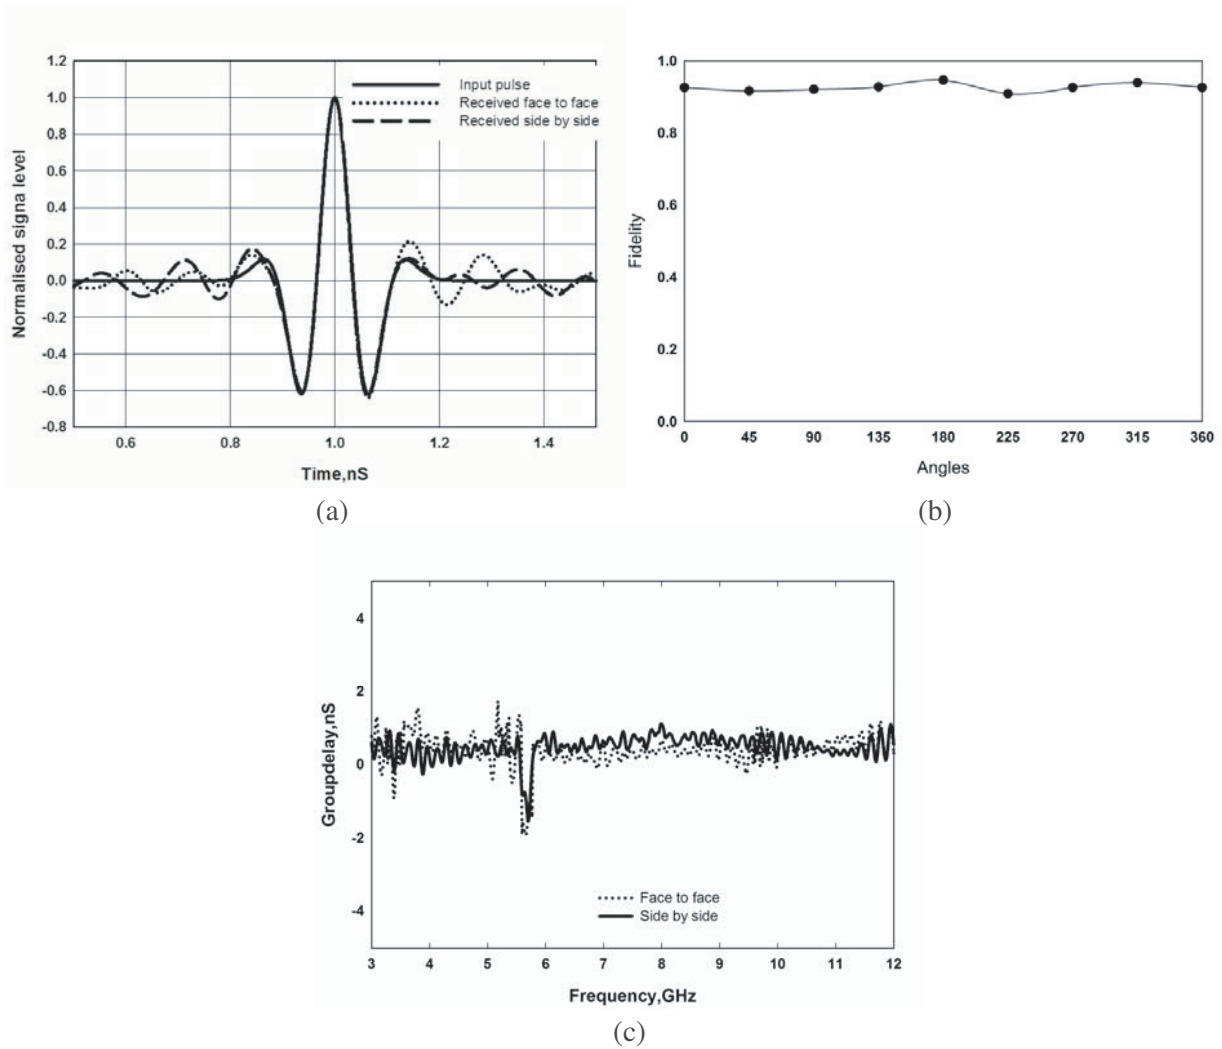 1.2
1.0
0.8
0.6
0.4
0.2
0.0
-0.2
-0.4
-0.6
-0.8
Normalised signa level
Input pulse
Received face to face
Received side by side
0.6 0.8 1.0 1.2 1.4
Time,nS
(a)
1.0
0.8
0.6
0.4
0.2
0.0
Fidelity
0 45 90 135 180 225 270 315 360
Angles
(b)
4
2
0
-2
-4
Groupdelay,nS
Face to face
Side by side
3 4 5 6 7 8 9 10 11 12
Frequency,GHz
(c)